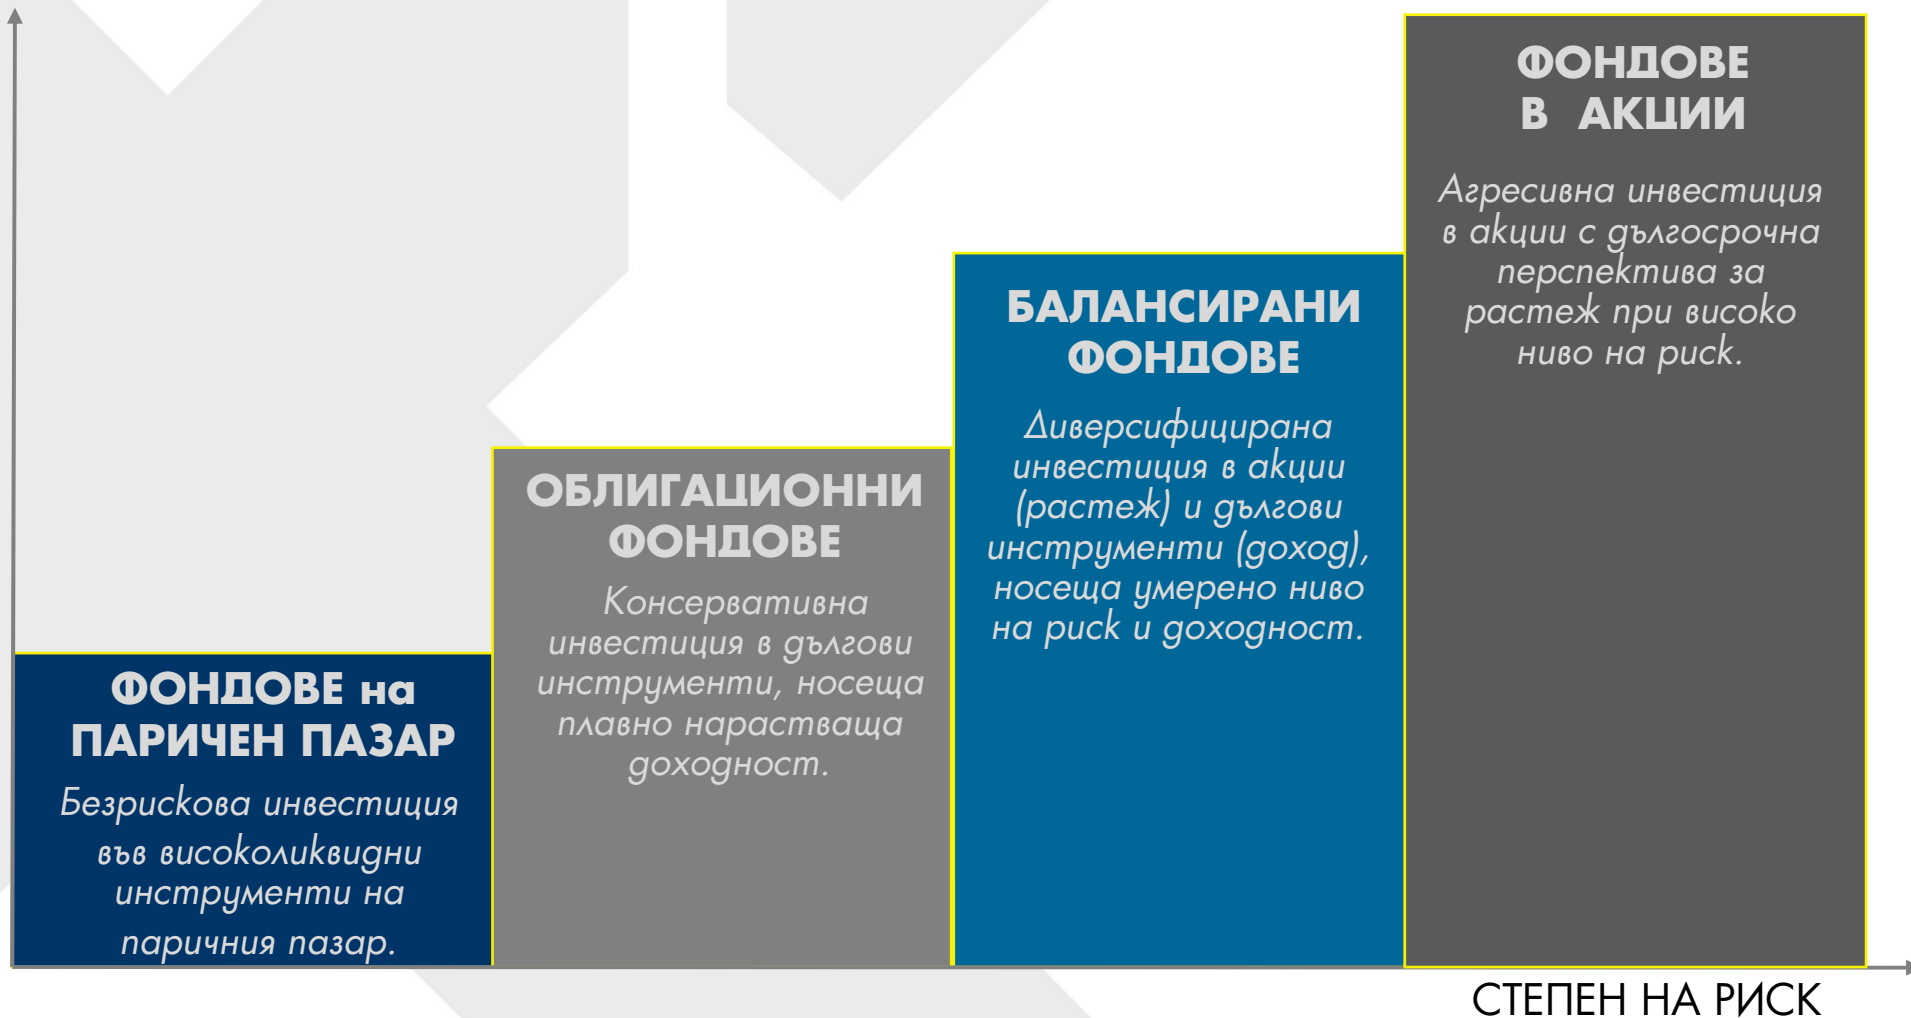 ФОНДОВЕ
В АКЦИИ
Агресивна инвестиция
в акции с дългосрочна
перспектива за
растеж при високо
ниво на риск.
БАЛАНСИРАНИ
ФОНДОВЕ
Диверсифицирана
инвестиция в акции
(растеж) и дългови
инструменти (доход),
носеща умерено ниво
на риск и доходност.
ОБЛИГАЦИОННИ
ФОНДОВЕ
Консервативна
инвестиция в дългови
инструменти, носеща
плавно нарастваща
доходност.
ФОНДОВЕ на
ПАРИЧЕН ПАЗАР
Безрискова инвестиция
във високоликвидни
инструменти на
паричния пазар.
СТЕПЕН НА РИСК